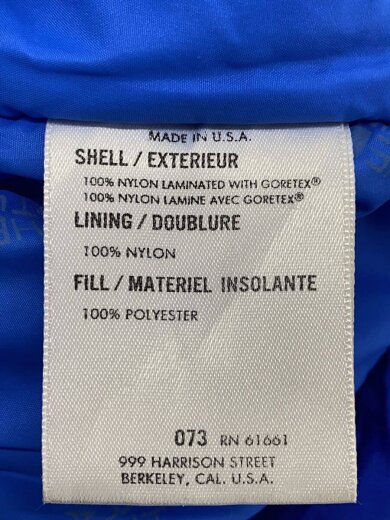 MADE IN U.S.A.
SHELL / EXTERIEUR
100% NYLON LAMINATED WITH GORETEX®
100% NYLON LAMINE AVEC GORETEX®
LINING / DOUBLURE
100% NYLON
FILL / MATERIEL INSOLANTE
100% POLYESTER
073 RN 61661
999 HARRISON STREET
BERKELEY, CAL. U.S.A.